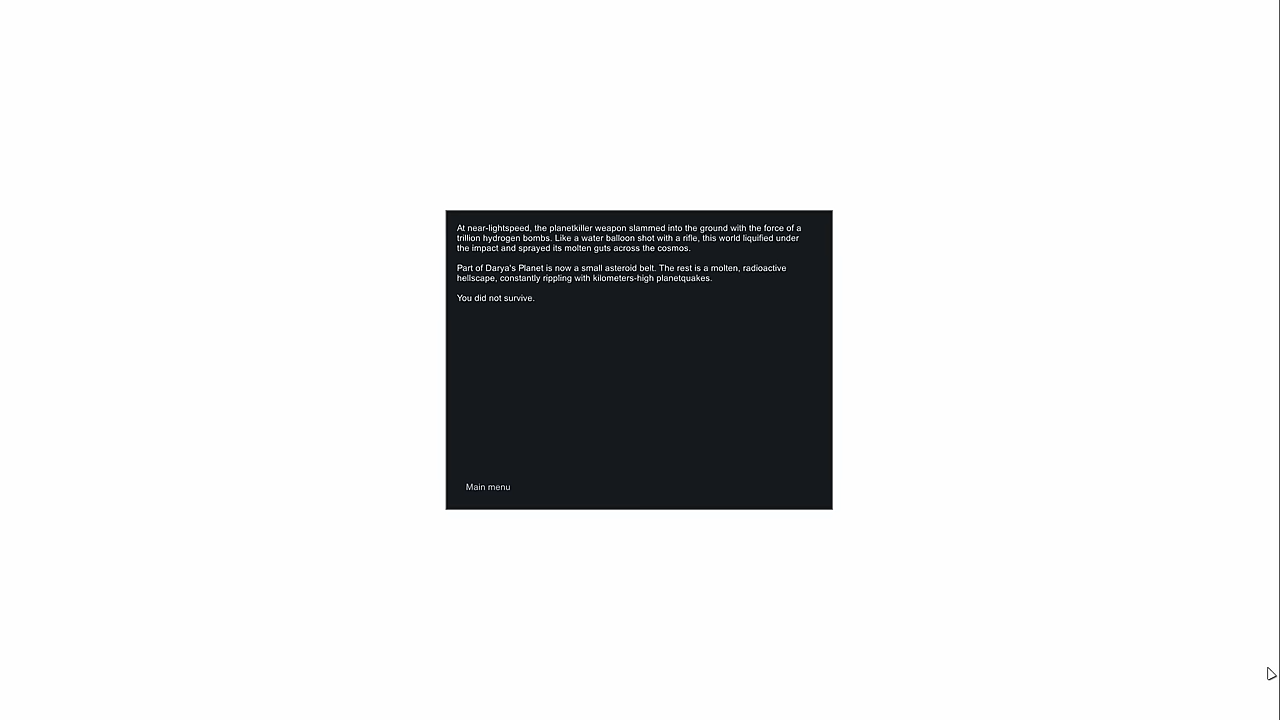 At near-lightspeed, the planetkiller weapon slammed into the ground with the force of a
trillion hydrogen bombs. Like a water balloon shot with a rifle, this world liquified under
the impact and sprayed its molten guts across the cosmos.
Part of Darya's Planet is now a small asteroid belt. The rest is a molten, radioactive
hellscape, constantly rippling with kilometers-high planetquakes.
You did not survive.
Main menu